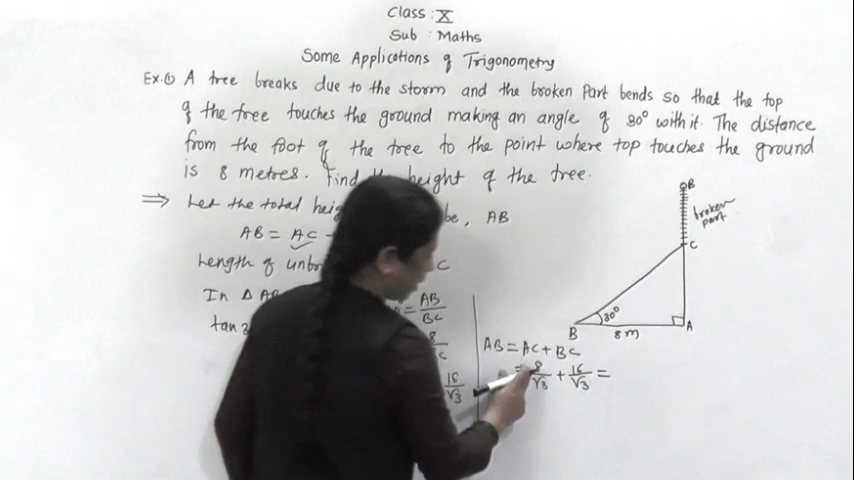 Class : X
Sub : Maths
Some Applications of Trigonometry
Ex.① A tree breaks due to the storm and the broken Part bends so that the top
of the tree touches the ground making an angle of 30° with it. The distance
from the foot of the tree to the point where top touches the ground
is 8 metres. Find the height of the tree.
⇒ Let the total be, AB
AB = AC
Length of C
In Δ
tan = AB/BC
8
16/√3
AB = AC + BC
= 8/√3 + 16/√3 =
B
broken part
C
30°
B 8m A